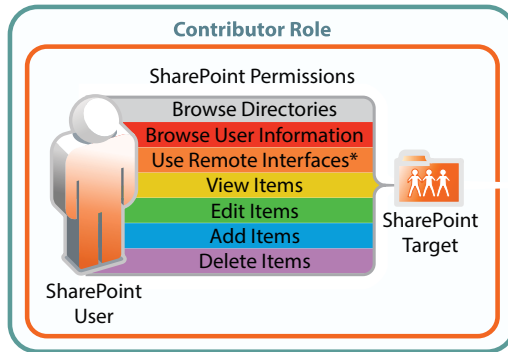 Contributor Role
SharePoint Permissions
Browse Directories
Browse User Information
Use Remote Interfaces*
View Items
Edit Items
Add Items
Delete Items
SharePoint
User
SharePoint
Target